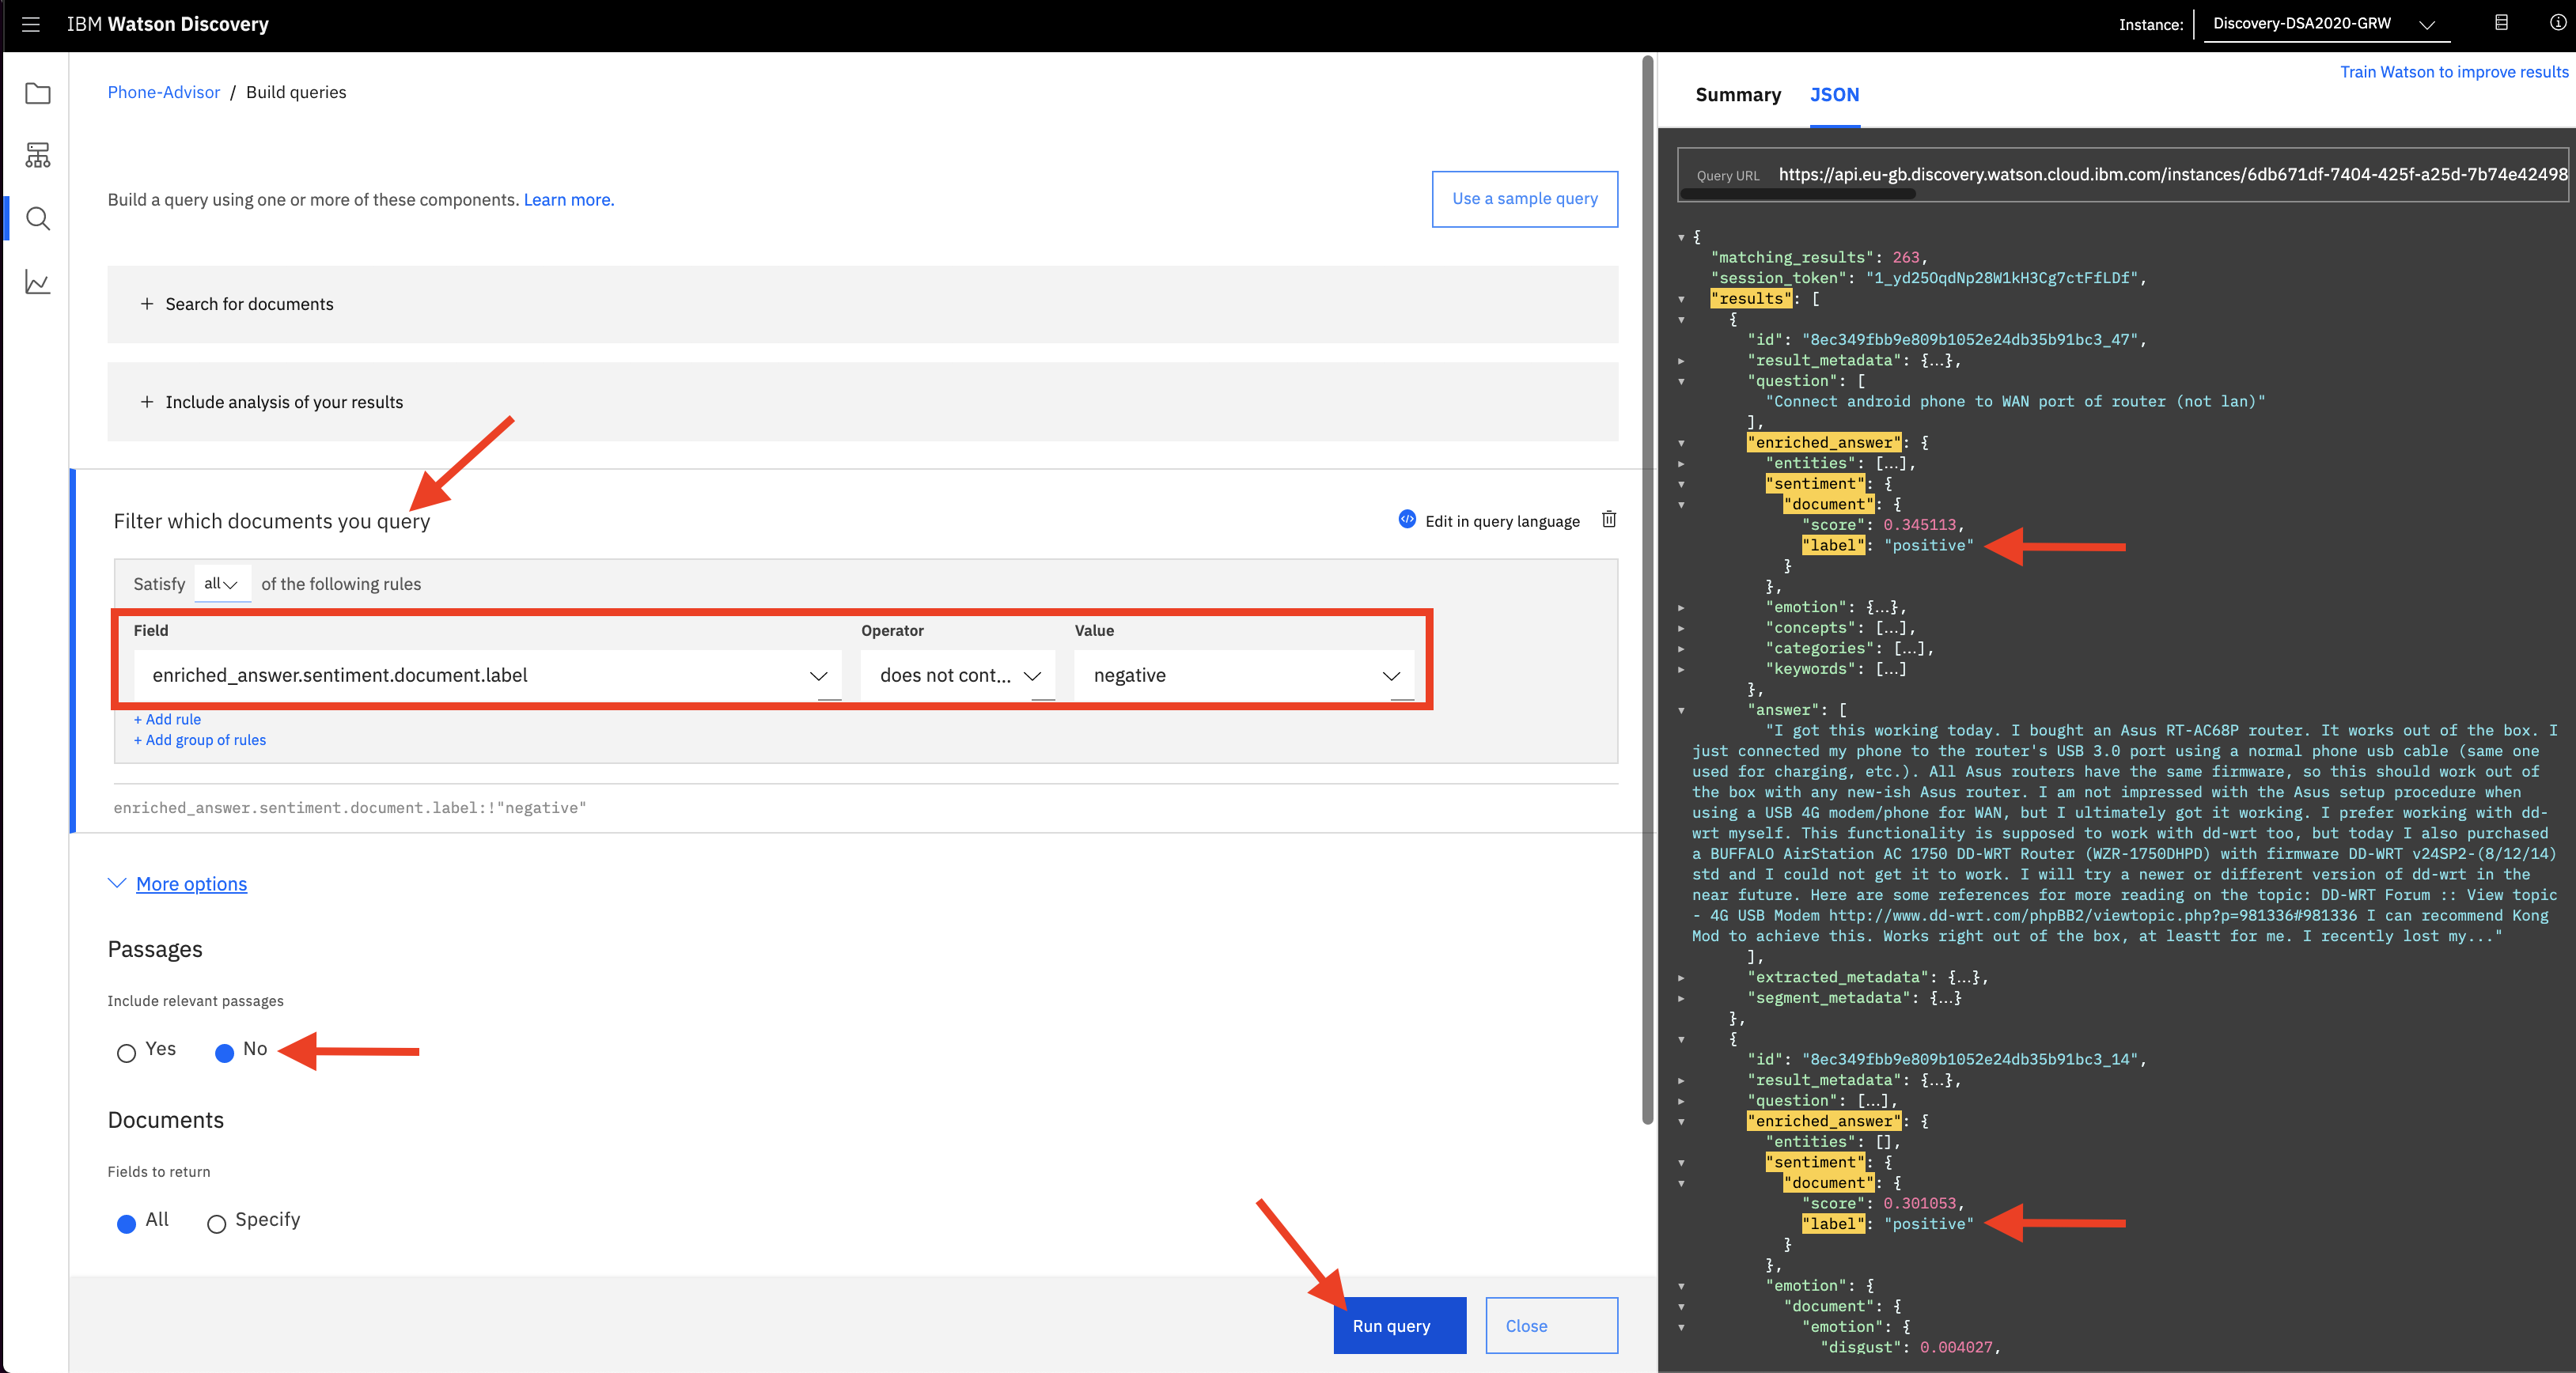 IBM Watson Discovery
Instance:
Discovery-DSA2020-GRW
Phone-Advisor / Build queries
Build a query using one or more of these components. Learn more.
Use a sample query
+ Search for documents
+ Include analysis of your results
Filter which documents you query
Edit in query language
Satisfy all of the following rules
Field
Operator
Value
enriched_answer.sentiment.document.label
does not cont...
negative
+ Add rule
+ Add group of rules
enriched_answer.sentiment.document.label:!"negative"
More options
Passages
Include relevant passages
Yes
No
Documents
Fields to return
All
Specify
Run query
Close
Train Watson to improve results
Summary
JSON
Query URL https://api.eu-gb.discovery.watson.cloud.ibm.com/instances/6db671df-7404-425f-a25d-7b74e42498
{
"matching_results": 263,
"session_token": "1_yd25OqdNp28W1kH3Cg7ctFfLDf",
"results": [
{
"id": "8ec349fbb9e809b1052e24db35b91bc3_47",
"result_metadata": {...},
"question": [
"Connect android phone to WAN port of router (not lan)"
],
"enriched_answer": {
"entities": [...],
"sentiment": {
"document": {
"score": 0.345113,
"label": "positive"
}
},
"emotion": {...},
"concepts": [...],
"categories": [...],
"keywords": [...]
},
"answer": [
"I got this working today. I bought an Asus RT-AC68P router. It works out of the box. I
just connected my phone to the router's USB 3.0 port using a normal phone usb cable (same one
used for charging, etc.). All Asus routers have the same firmware, so this should work out of
the box with any new-ish Asus router. I am not impressed with the Asus setup procedure when
using a USB 4G modem/phone for WAN, but I ultimately got it working. I prefer working with dd-
wrt myself. This functionality is supposed to work with dd-wrt too, but today I also purchased
a BUFFALO AirStation AC 1750 DD-WRT Router (WZR-1750DHPD) with firmware DD-WRT v24SP2-(8/12/14)
std and I could not get it to work. I will try a newer or different version of dd-wrt in the
near future. Here are some references for more reading on the topic: DD-WRT Forum :: View topic
- 4G USB Modem http://www.dd-wrt.com/phpBB2/viewtopic.php?p=981336#981336 I can recommend Kong
Mod to achieve this. Works right out of the box, at leastt for me. I recently lost my..."
],
"extracted_metadata": {...},
"segment_metadata": {...}
},
{
"id": "8ec349fbb9e809b1052e24db35b91bc3_14",
"result_metadata": {...},
"question": [...],
"enriched_answer": {
"entities": [],
"sentiment": {
"document": {
"score": 0.301053,
"label": "positive"
}
},
"emotion": {
"document": {
"emotion": {
"disgust": 0.004027,